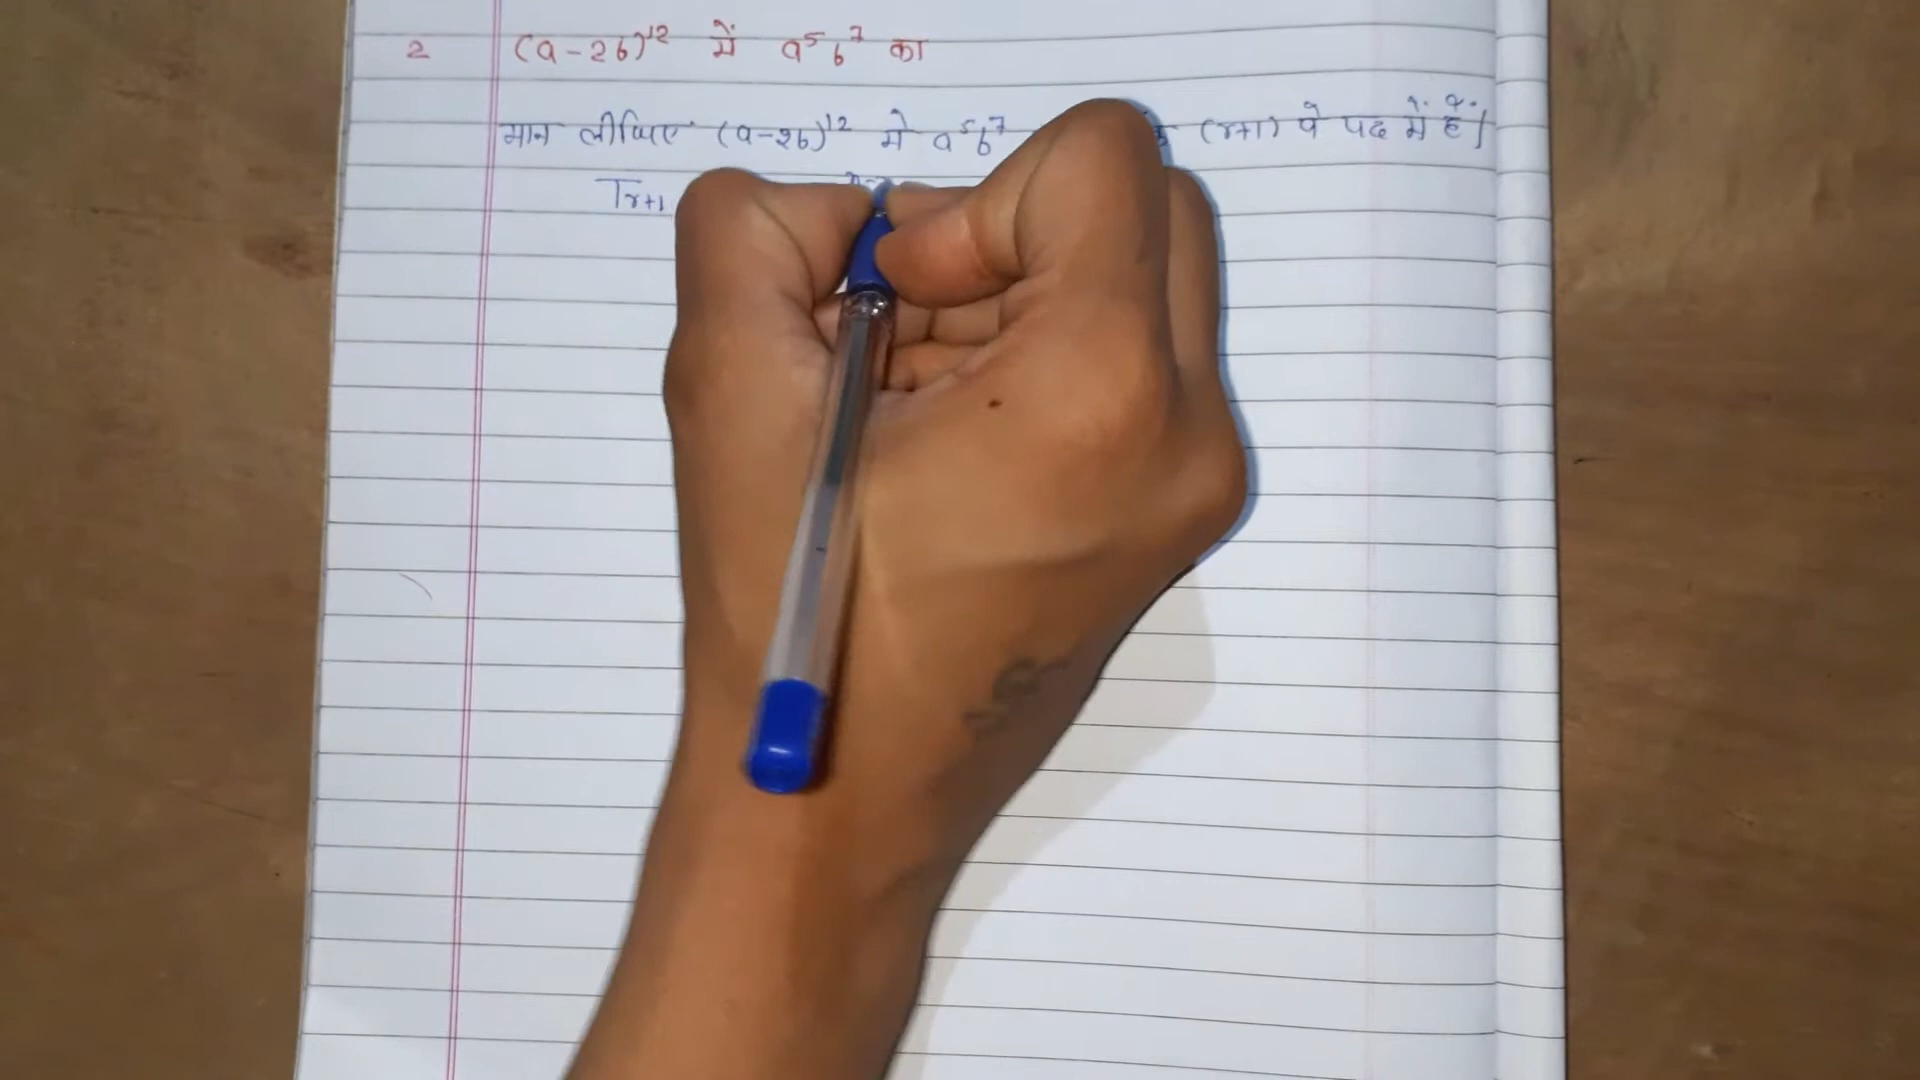 2 (a-2b)¹² में a⁵b⁷ का
मान लीजिए (a-2b)¹² मे a⁵b⁷ (r+1) वे पद में है।
Tr+1